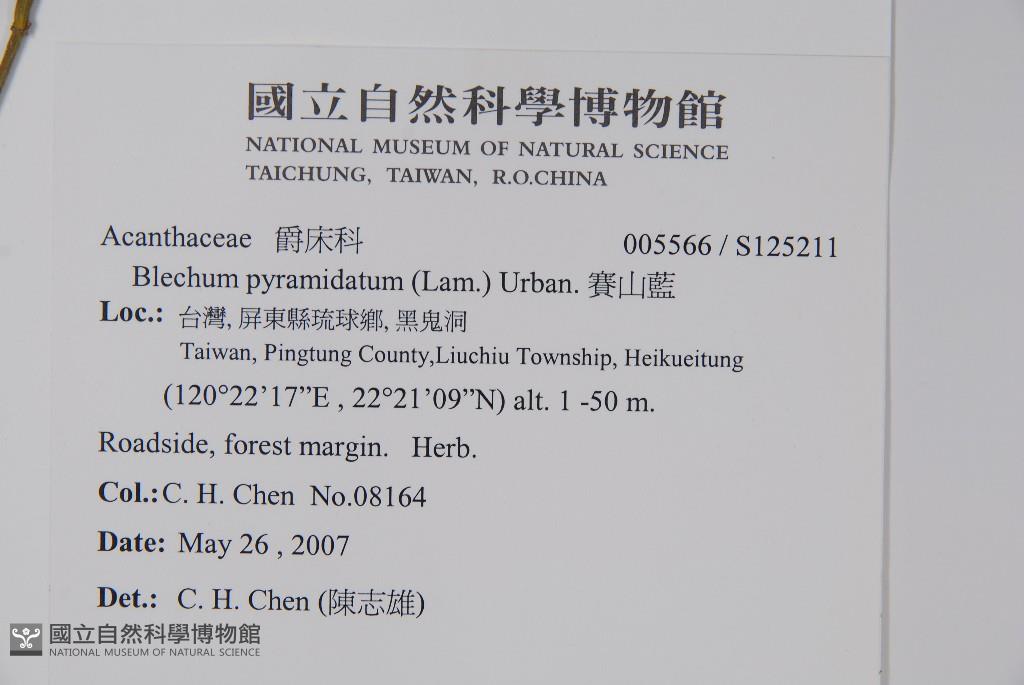 國立自然科學博物館
NATIONAL MUSEUM OF NATURAL SCIENCE
TAICHUNG, TAIWAN, R.O.CHINA
Acanthaceae 爵床科 005566 / S125211
Blechum pyramidatum (Lam.) Urban. 賽山藍
Loc.: 台灣, 屏東縣琉球鄉, 黑鬼洞
Taiwan, Pingtung County,Liuchiu Township, Heikueitung
(120°22’17”E , 22°21’09”N) alt. 1 -50 m.
Roadside, forest margin. Herb.
Col.:C. H. Chen No.08164
Date: May 26 , 2007
Det.: C. H. Chen (陳志雄)
國立自然科學博物館
NATIONAL MUSEUM OF NATURAL SCIENCE